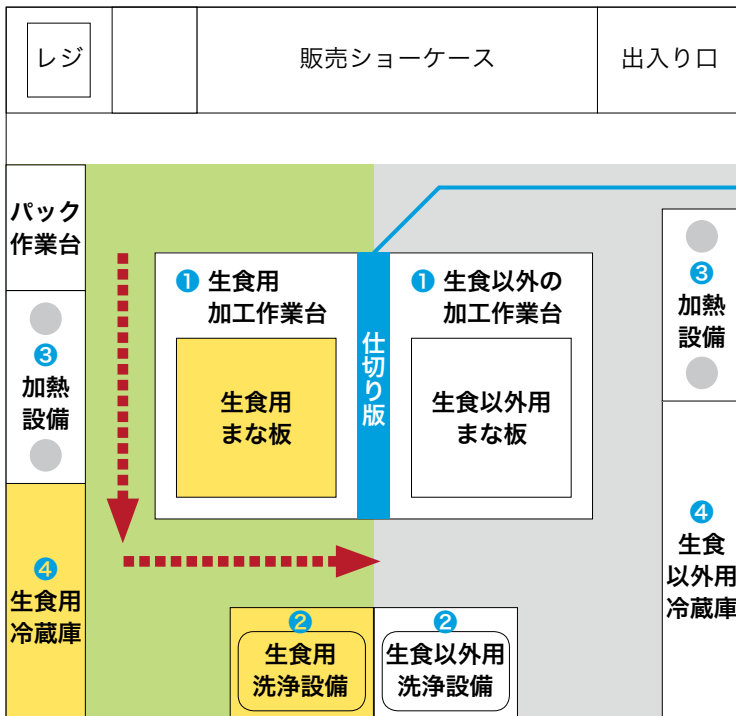 レジ
販売ショーケース
出入り口
パック
作業台
❶ 生食用
加工作業台
生食用
まな板
仕切り版
❶ 生食以外の
加工作業台
生食以外用
まな板
❸
加熱
設備
❸
加熱
設備
❹
生食用
冷蔵庫
❹
生食
以外用
冷蔵庫
❷
生食用
洗浄設備
❷
生食以外用
洗浄設備